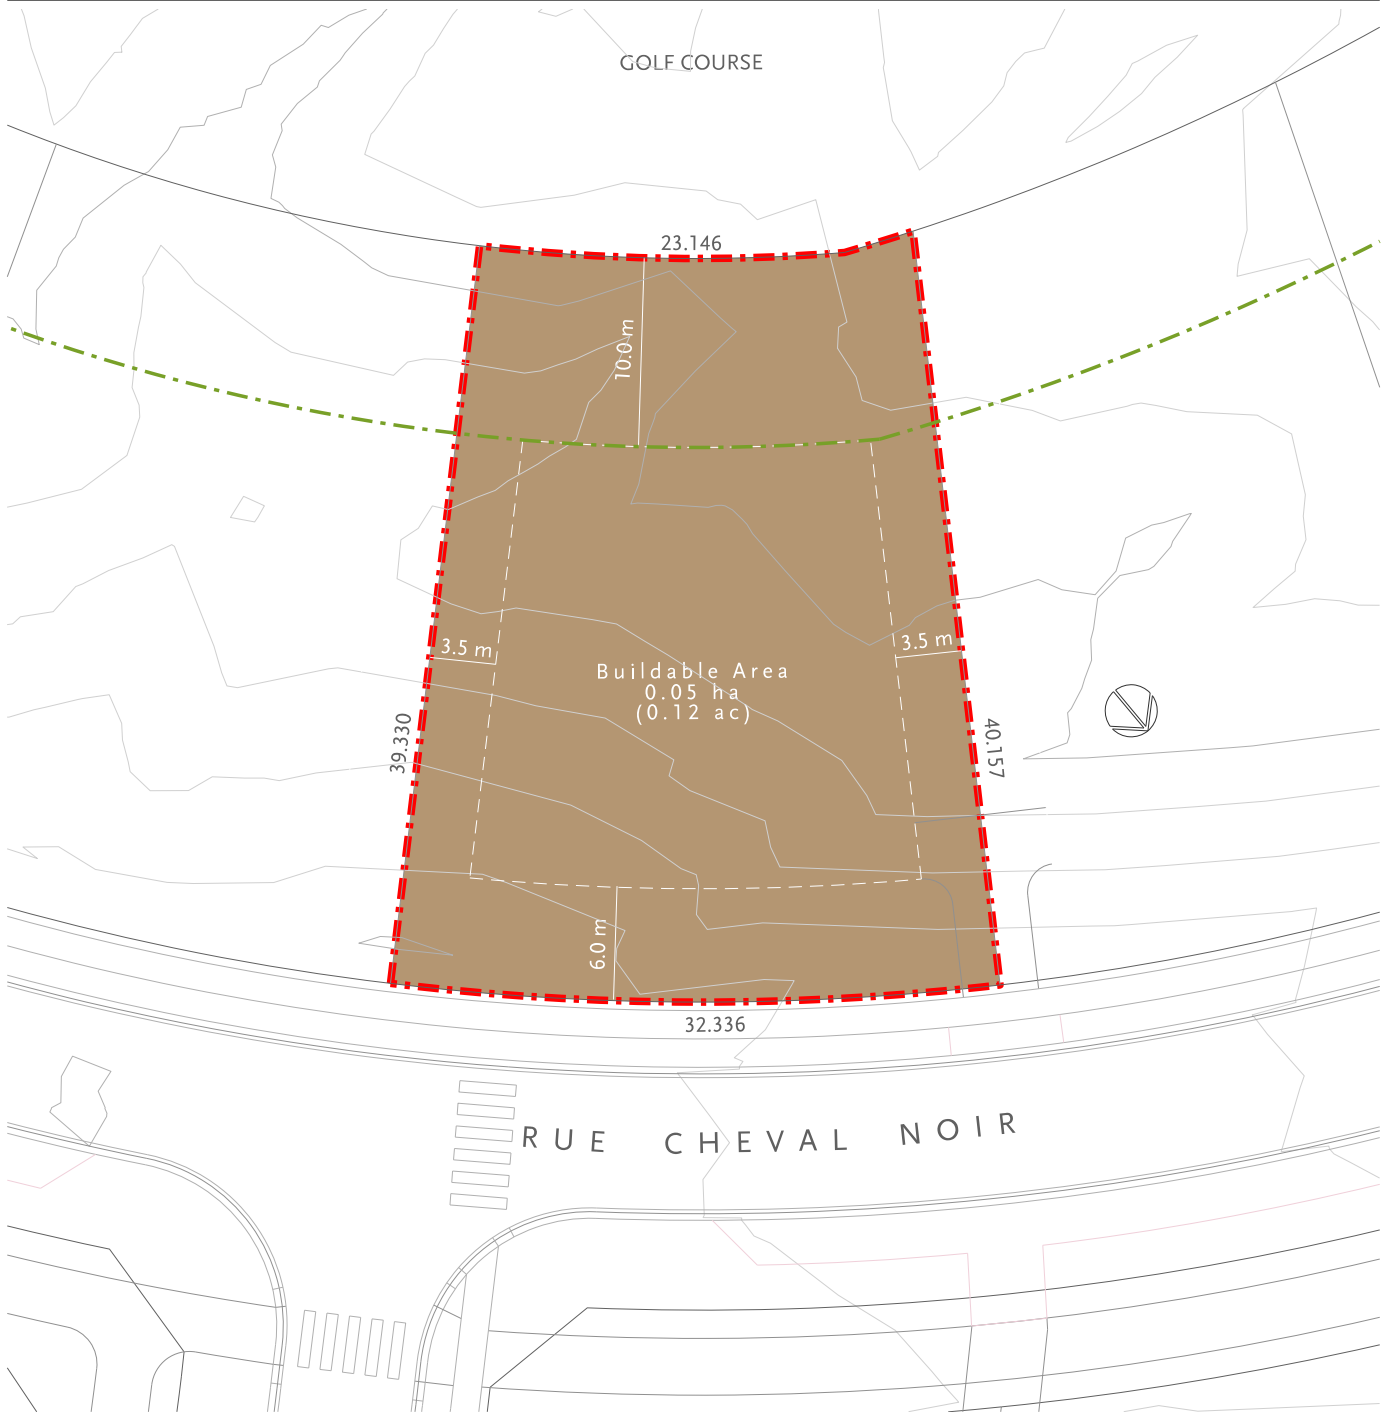 GOLF COURSE
23.146
10.0 m
3.5 m
3.5 m
Buildable Area
0.05 ha
(0.12 ac)
39.330
40.157
6.0 m
32.336
RUE CHEVAL NOIR